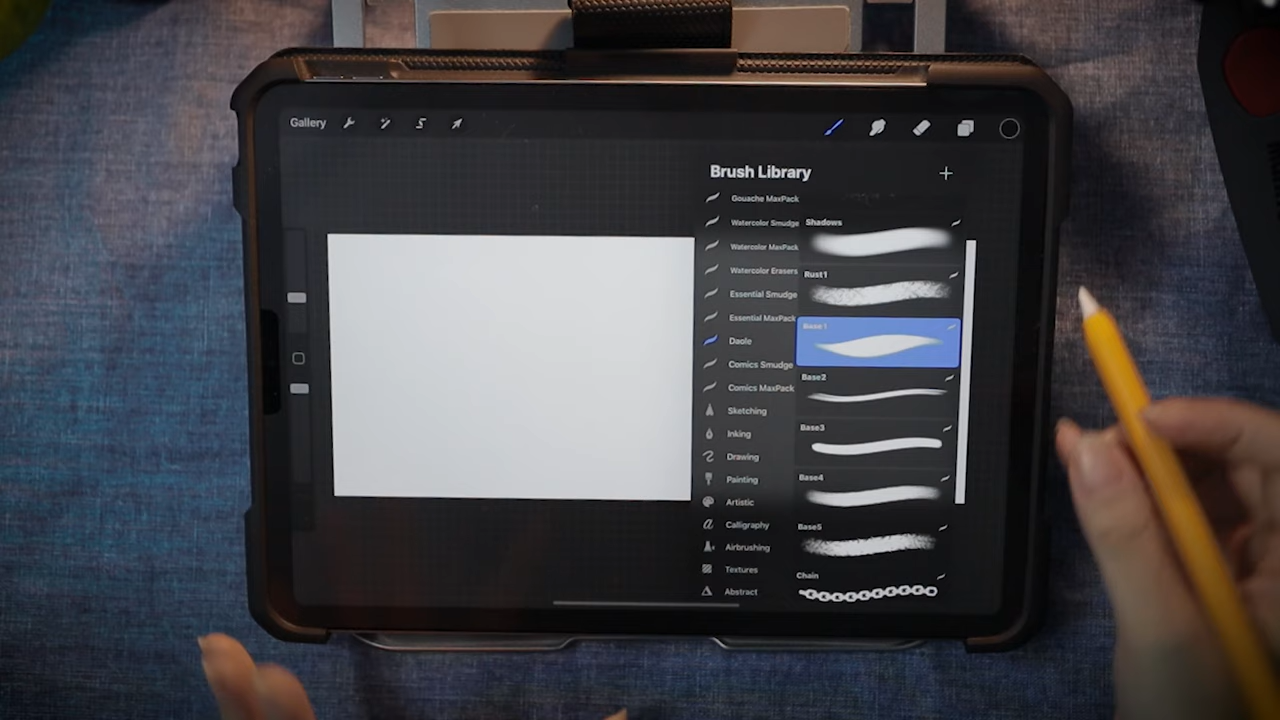 Gallery
Brush Library
Gouache MaxPack
Watercolor Smudge
Watercolor MaxPack
Watercolor Erasers
Essential Smudge
Essential MaxPack
Daole
Comics Smudge
Comics MaxPack
Sketching
Inking
Drawing
Painting
Artistic
Calligraphy
Airbrushing
Textures
Abstract
Shadows
Rust1
Base1
Base2
Base3
Base4
Base5
Chain